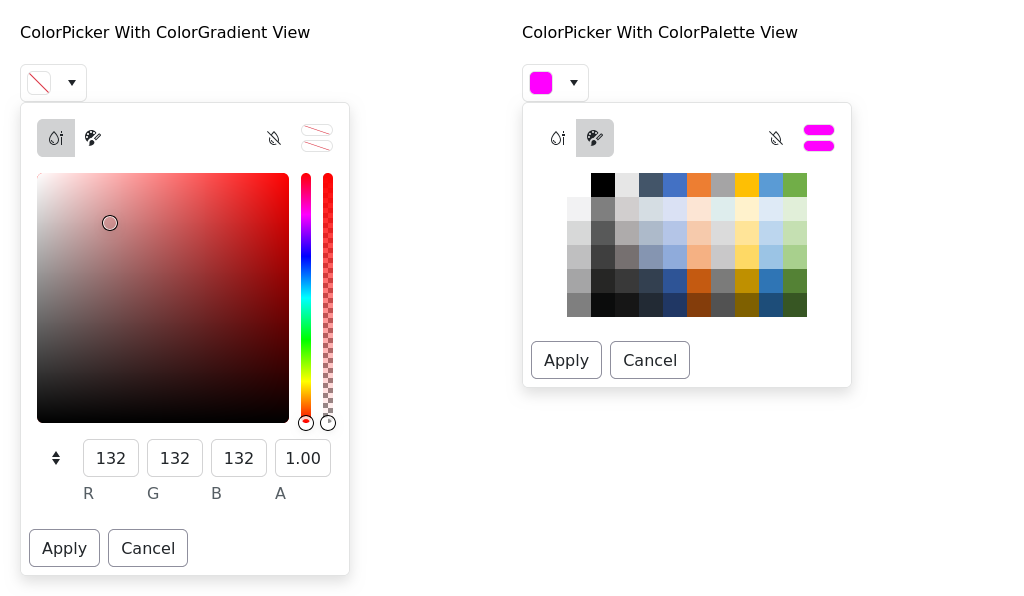 ColorPicker With ColorGradient View
132 132 132 1.00
R G B A
Apply Cancel
ColorPicker With ColorPalette View
Apply Cancel